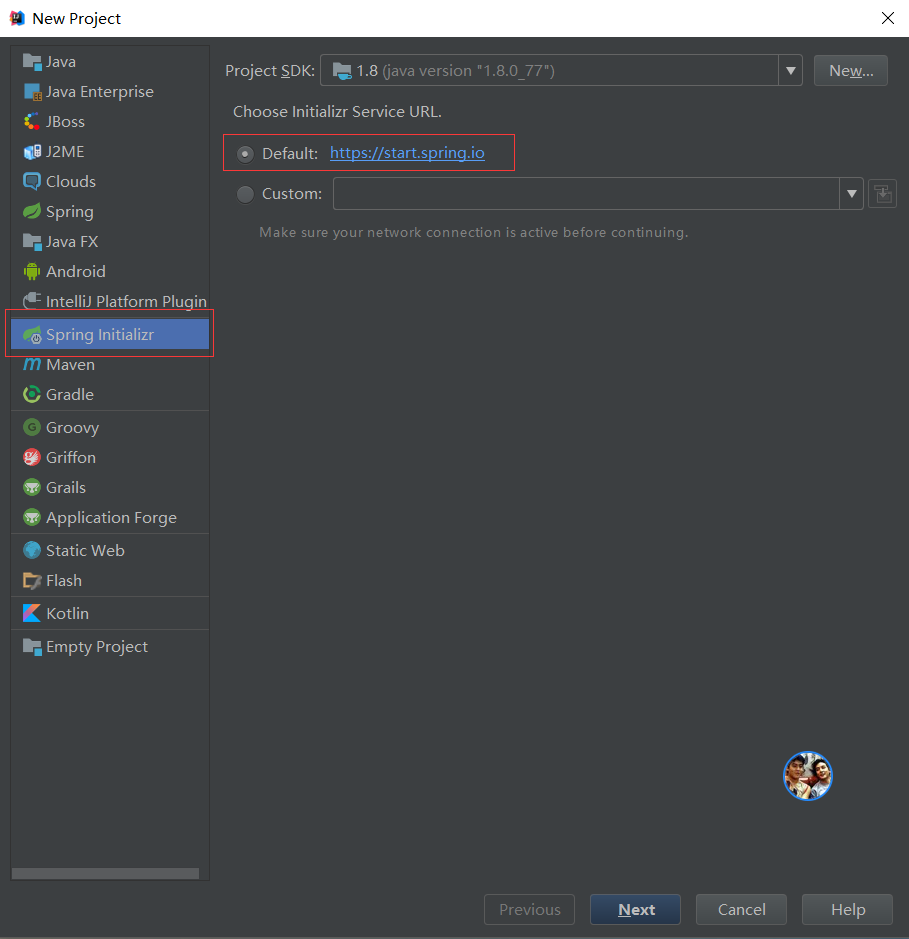 New Project
Java
Java Enterprise
JBoss
J2ME
Clouds
Spring
Java FX
Android
IntelliJ Platform Plugin
Spring Initializr
Maven
Gradle
Groovy
Griffon
Grails
Application Forge
Static Web
Flash
Kotlin
Empty Project
Project SDK: 1.8 (java version "1.8.0_77") New...
Choose Initializr Service URL.
Default: https://start.spring.io
Custom:
Make sure your network connection is active before continuing.
Previous Next Cancel Help